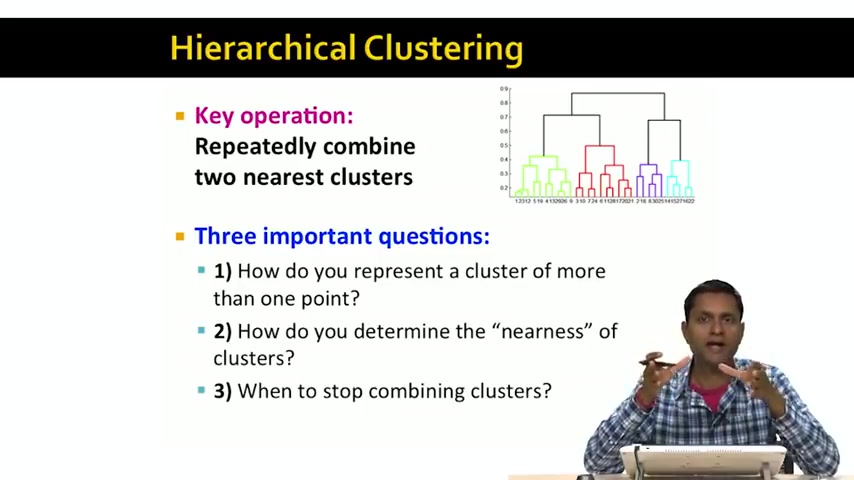 Hierarchical Clustering
Key operation:
Repeatedly combine
two nearest clusters
0.9
0.8
0.7
0.6
0.5
0.4
0.3
0.2
Three important questions:
1) How do you represent a cluster of more
than one point?
2) How do you determine the “nearness” of
clusters?
3) When to stop combining clusters?